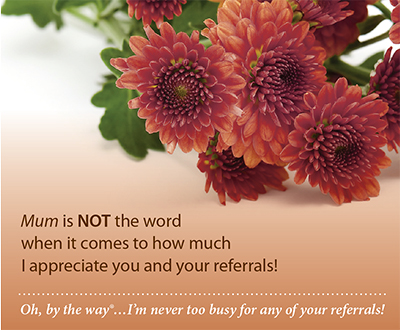 Mum is NOT the word
when it comes to how much
I appreciate you and your referrals!
Oh, by the way®…I'm never too busy for any of your referrals!